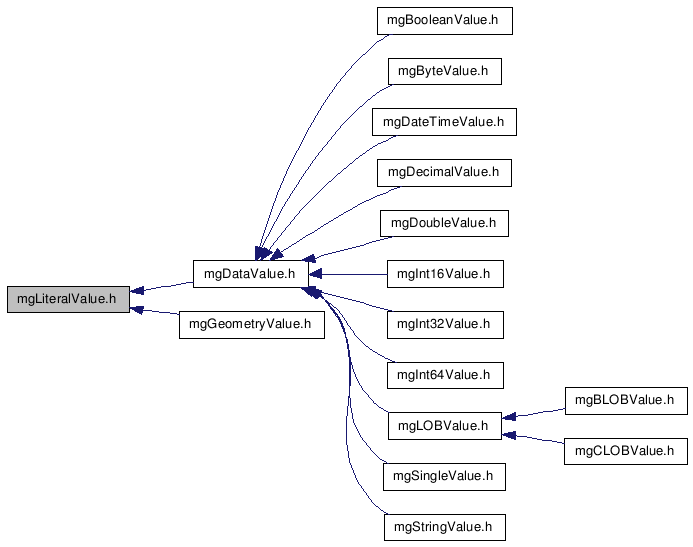 mgBooleanValue.h
mgByteValue.h
mgDateTimeValue.h
mgDecimalValue.h
mgDoubleValue.h
mgDataValue.h
mgInt16Value.h
mgLiteralValue.h
mgGeometryValue.h
mgInt32Value.h
mgInt64Value.h
mgBLOBValue.h
mgLOBValue.h
mgCLOBValue.h
mgSingleValue.h
mgStringValue.h